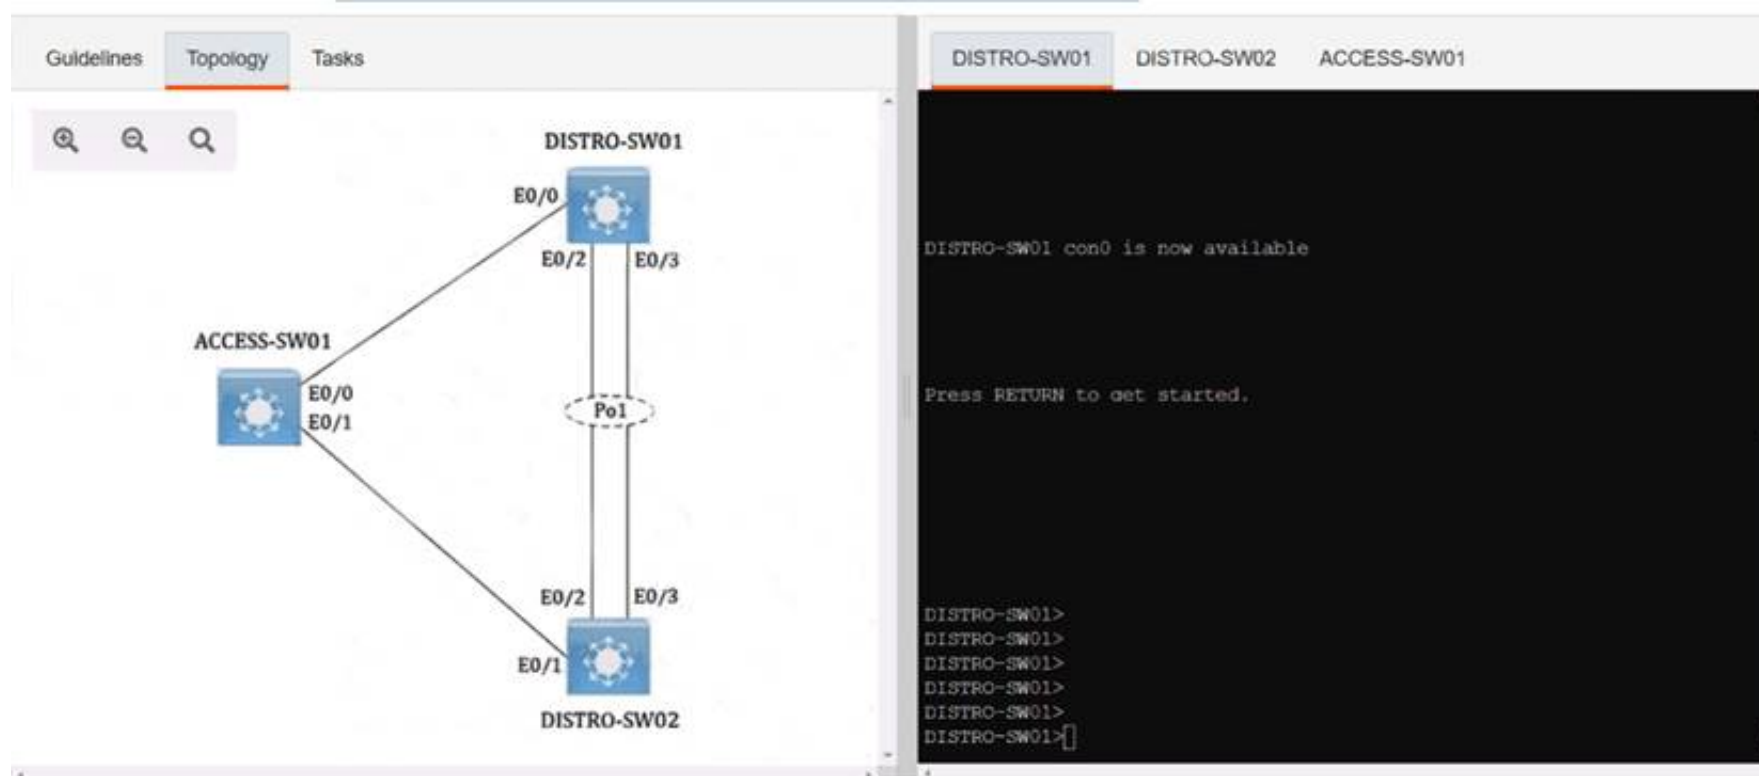 Guidelines Topology Tasks
DISTRO-SW01
E0/0
E0/2 E0/3
ACCESS-SW01
E0/0
E0/1
Po1
E0/2 E0/3
E0/1
DISTRO-SW02
DISTRO-SW01 DISTRO-SW02 ACCESS-SW01
DISTRO-SW01 con0 is now available
Press RETURN to get started.
DISTRO-SW01>
DISTRO-SW01>
DISTRO-SW01>
DISTRO-SW01>
DISTRO-SW01>
DISTRO-SW01>